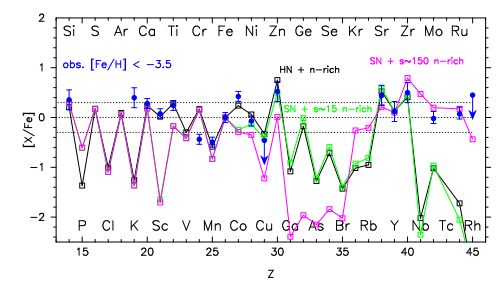 2
Si S Ar Ca Ti Cr Fe Ni Zn Ge Se Kr Sr Zr Mo Ru
obs. [Fe/H] < −3.5
SN + s~150 n-rich
HN + n-rich
1
SN + s~15 n-rich
0
[X/Fe]
−1
−2
P Cl K Sc V Mn Co Cu Ga As Br Rb Y Nb Tc Rh
15 20 25 30 35 40 45
Z